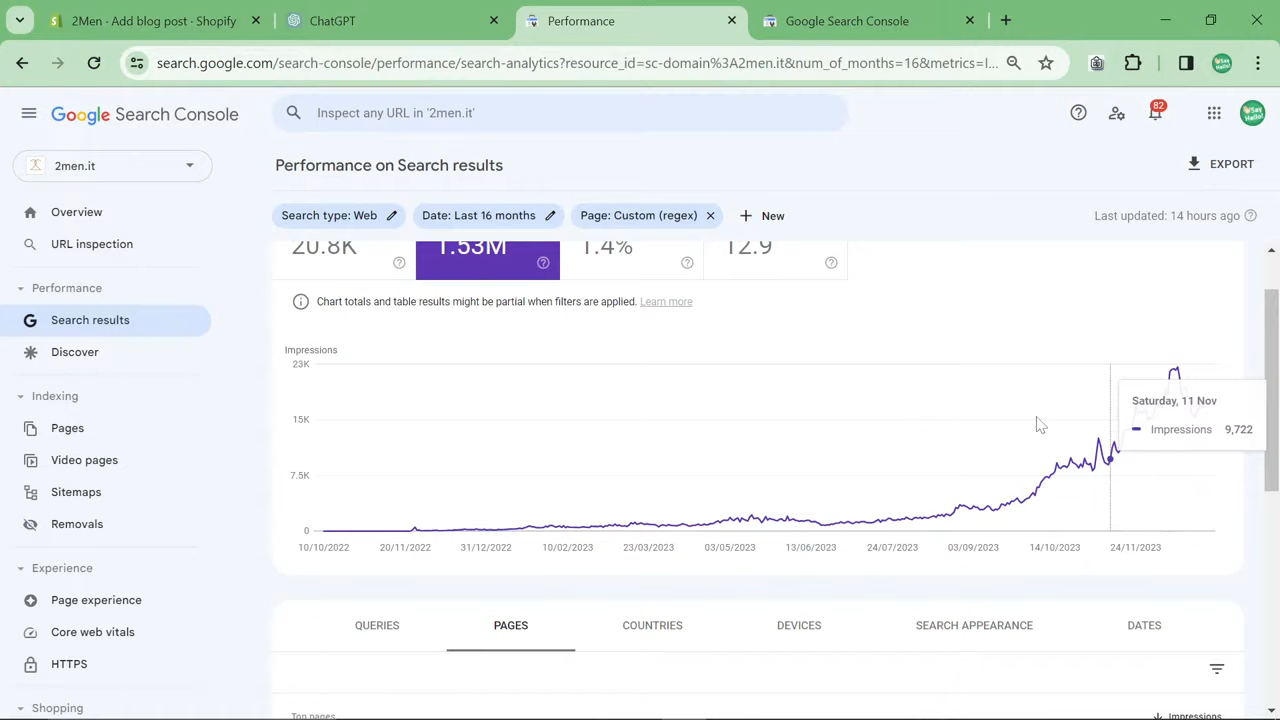 2Men - Add blog post - Shopify
ChatGPT
Performance
Google Search Console
search.google.com/search-console/performance/search-analytics?resource_id=sc-domain%3A2men.it&num_of_months=16&metrics=I...
Google Search Console
Inspect any URL in '2men.it'
82
Say Hello!
2men.it
Performance on Search results
EXPORT
Search type: Web
Date: Last 16 months
Page: Custom (regex)
New
Last updated: 14 hours ago
Overview
URL inspection
Performance
Search results
Discover
Indexing
Pages
Video pages
Sitemaps
Removals
Experience
Page experience
Core web vitals
HTTPS
Shopping
20.8K
1.53M
1.4%
12.9
Chart totals and table results might be partial when filters are applied. Learn more
Impressions
23K
15K
7.5K
0
Saturday, 11 Nov
Impressions 9,722
10/10/2022 20/11/2022 31/12/2022 10/02/2023 23/03/2023 03/05/2023 13/06/2023 24/07/2023 03/09/2023 14/10/2023 24/11/2023
QUERIES PAGES COUNTRIES DEVICES SEARCH APPEARANCE DATES
Top pages
Impressions